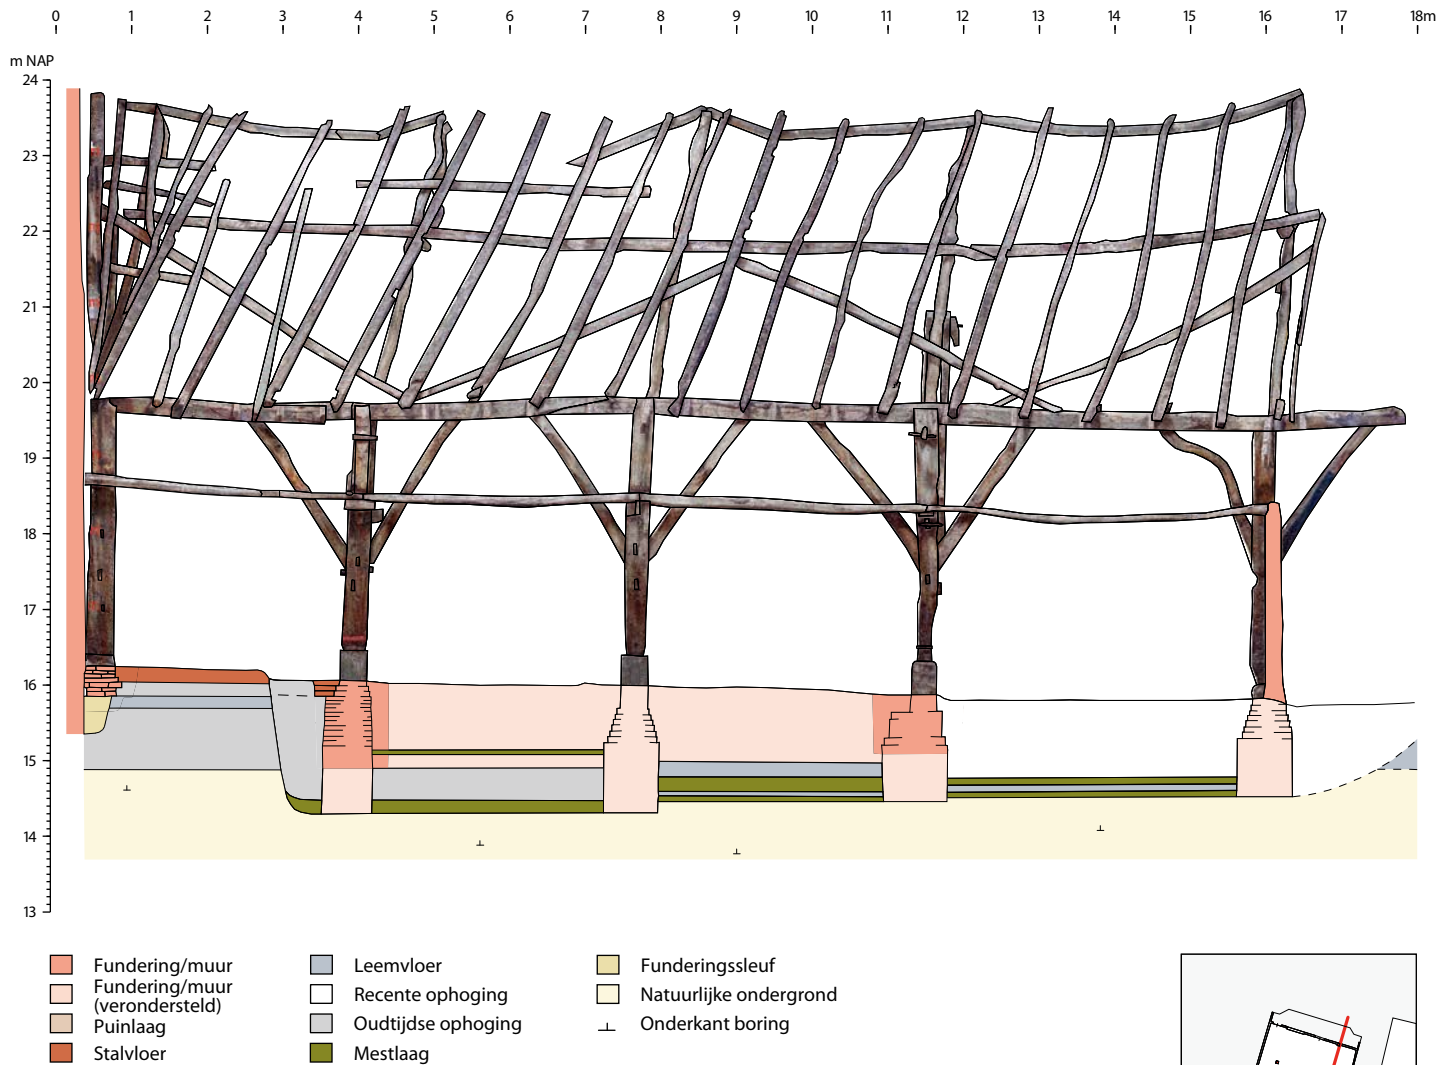 0 1 2 3 4 5 6 7 8 9 10 11 12 13 14 15 16 17 18m
m NAP
24
23
22
21
20
19
18
17
16
15
14
13
Fundering/muur
Fundering/muur
(verondersteld)
Puinlaag
Stalvloer
Leemvloer
Recente ophoging
Oudtijdse ophoging
Mestlaag
Funderingssleuf
Natuurlijke ondergrond
Onderkant boring